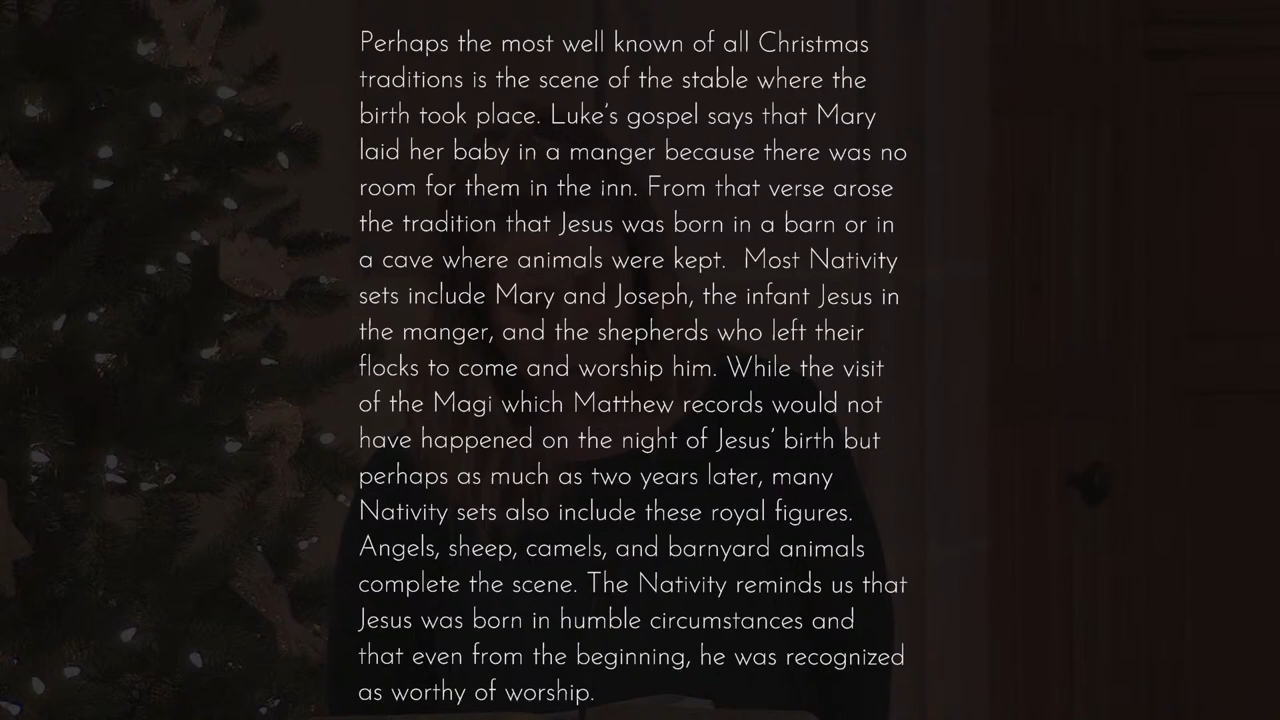 Perhaps the most well known of all Christmas
traditions is the scene of the stable where the
birth took place. Luke's gospel says that Mary
laid her baby in a manger because there was no
room for them in the inn. From that verse arose
the tradition that Jesus was born in a barn or in
a cave where animals were kept.  Most Nativity
sets include Mary and Joseph, the infant Jesus in
the manger, and the shepherds who left their
flocks to come and worship him. While the visit
of the Magi which Matthew records would not
have happened on the night of Jesus' birth but
perhaps as much as two years later, many
Nativity sets also include these royal figures.
Angels, sheep, camels, and barnyard animals
complete the scene. The Nativity reminds us that
Jesus was born in humble circumstances and
that even from the beginning, he was recognized
as worthy of worship.